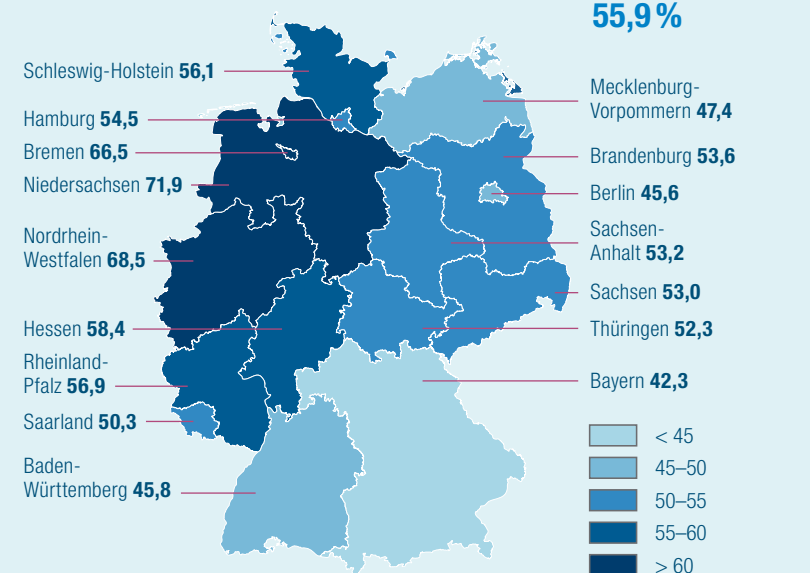 55,9 %
Schleswig-Holstein 56,1
Hamburg 54,5
Bremen 66,5
Niedersachsen 71,9
Nordrhein-
Westfalen 68,5
Hessen 58,4
Rheinland-
Pfalz 56,9
Saarland 50,3
Baden-
Württemberg 45,8
Mecklenburg-
Vorpommern 47,4
Brandenburg 53,6
Berlin 45,6
Sachsen-
Anhalt 53,2
Sachsen 53,0
Thüringen 52,3
Bayern 42,3
< 45
45–50
50–55
55–60
> 60